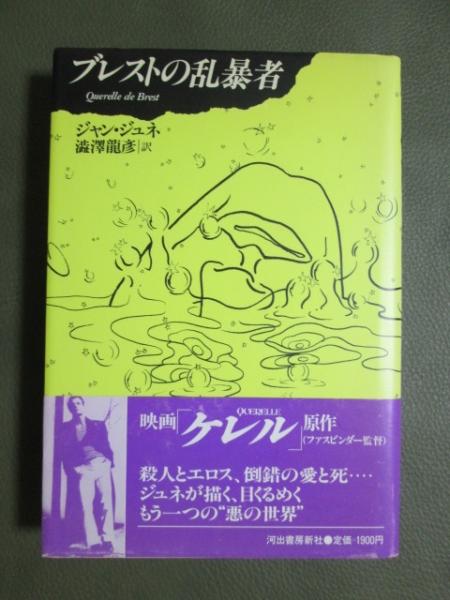 ブレストの乱暴者
Querelle de Brest
ジャン・ジュネ
澁澤龍彦|訳
QUERELLE
映画「ケレル」原作
(ファスビンダー監督)
殺人とエロス、倒錯の愛と死‥‥
ジュネが描く、目くるめく
もう一つの“悪の世界”
河出書房新社●定価-1900円